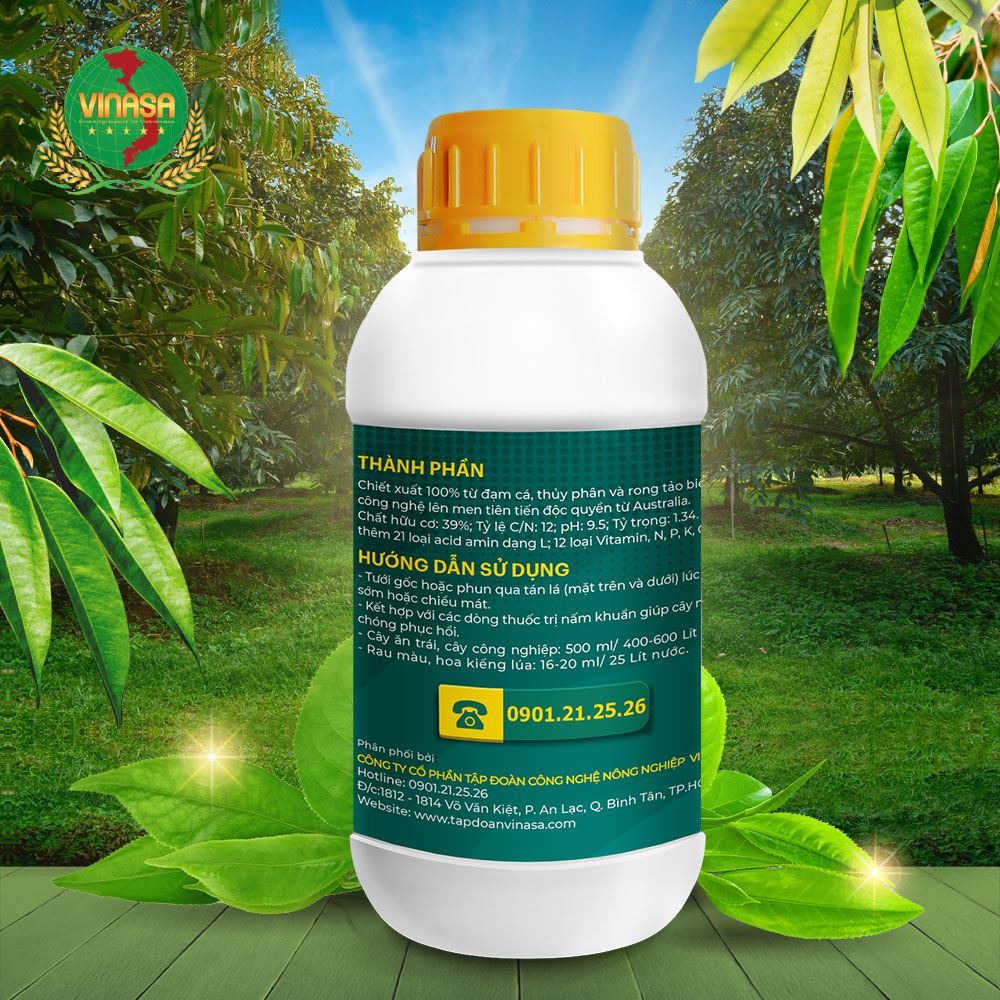 VINASA
Smart Agriculture for Vietnamese
THÀNH PHẦN
Chiết xuất 100% từ đạm cá, thủy phân và rong tảo bi
công nghệ lên men tiên tiến độc quyền từ Australia.
Chất hữu cơ: 39%; Tỷ lệ C/N: 12; pH: 9.5; Tỷ trọng: 1.34.
thêm 21 loại acid amin dạng L; 12 loại Vitamin, N, P, K,
HƯỚNG DẪN SỬ DỤNG
- Tưới gốc hoặc phun qua tán lá (mặt trên và dưới) lúc
sớm hoặc chiều mát.
- Kết hợp với các dòng thuốc trị nấm khuẩn giúp cây
chóng phục hồi.
- Cây ăn trái, cây công nghiệp: 500 ml/ 400-600 Lít
- Rau màu, hoa kiểng lúa: 16-20 ml/ 25 Lít nước.
0901.21.25.26
Phân phối bởi:
CÔNG TY CỔ PHẦN TẬP ĐOÀN CÔNG NGHỆ NÔNG NGHIỆP VI
Hotline: 0901.21.25.26
Đ/c:1812 - 1814 Võ Văn Kiệt, P. An Lạc, Q. Bình Tân, TP.H
Website: www.tapdoanvinasa.com